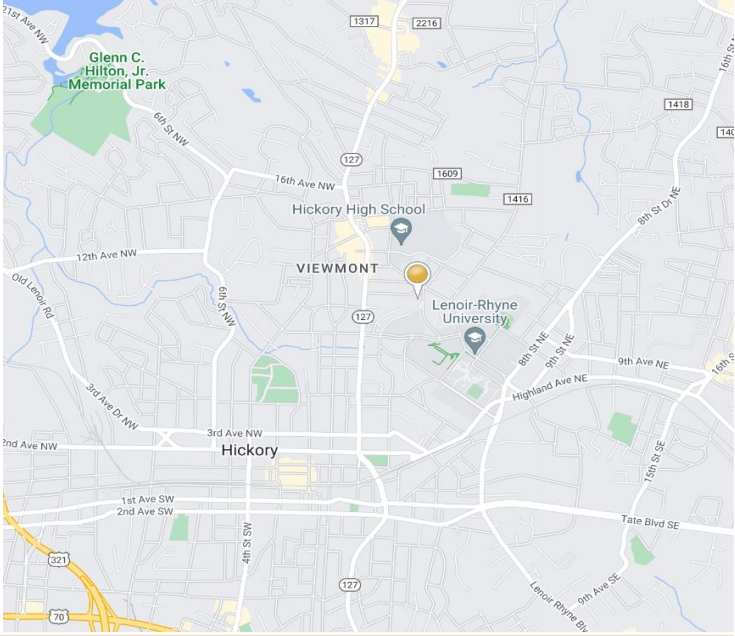 21st Ave NW
1317
2216
16th S
Glenn C.
Hilton, Jr.
Memorial Park
1418
140
6th St NW
127
16th Ave NW
1609
1416
Hickory High School
8th St Dr NE
12th Ave NW
VIEWMONT
Old Lenoir Rd
6th St NW
127
Lenoir-Rhyne
University
8th St NE
9th St NE
9th Ave NE
16th S
Highland Ave NE
3rd Ave Dr NW
3rd Ave NW
2nd Ave NW
Hickory
15th St SE
1st Ave SW
2nd Ave SW
Tate Blvd SE
4th St SW
321
127
9th Ave SE
Lenoir Rhyne Blv
70